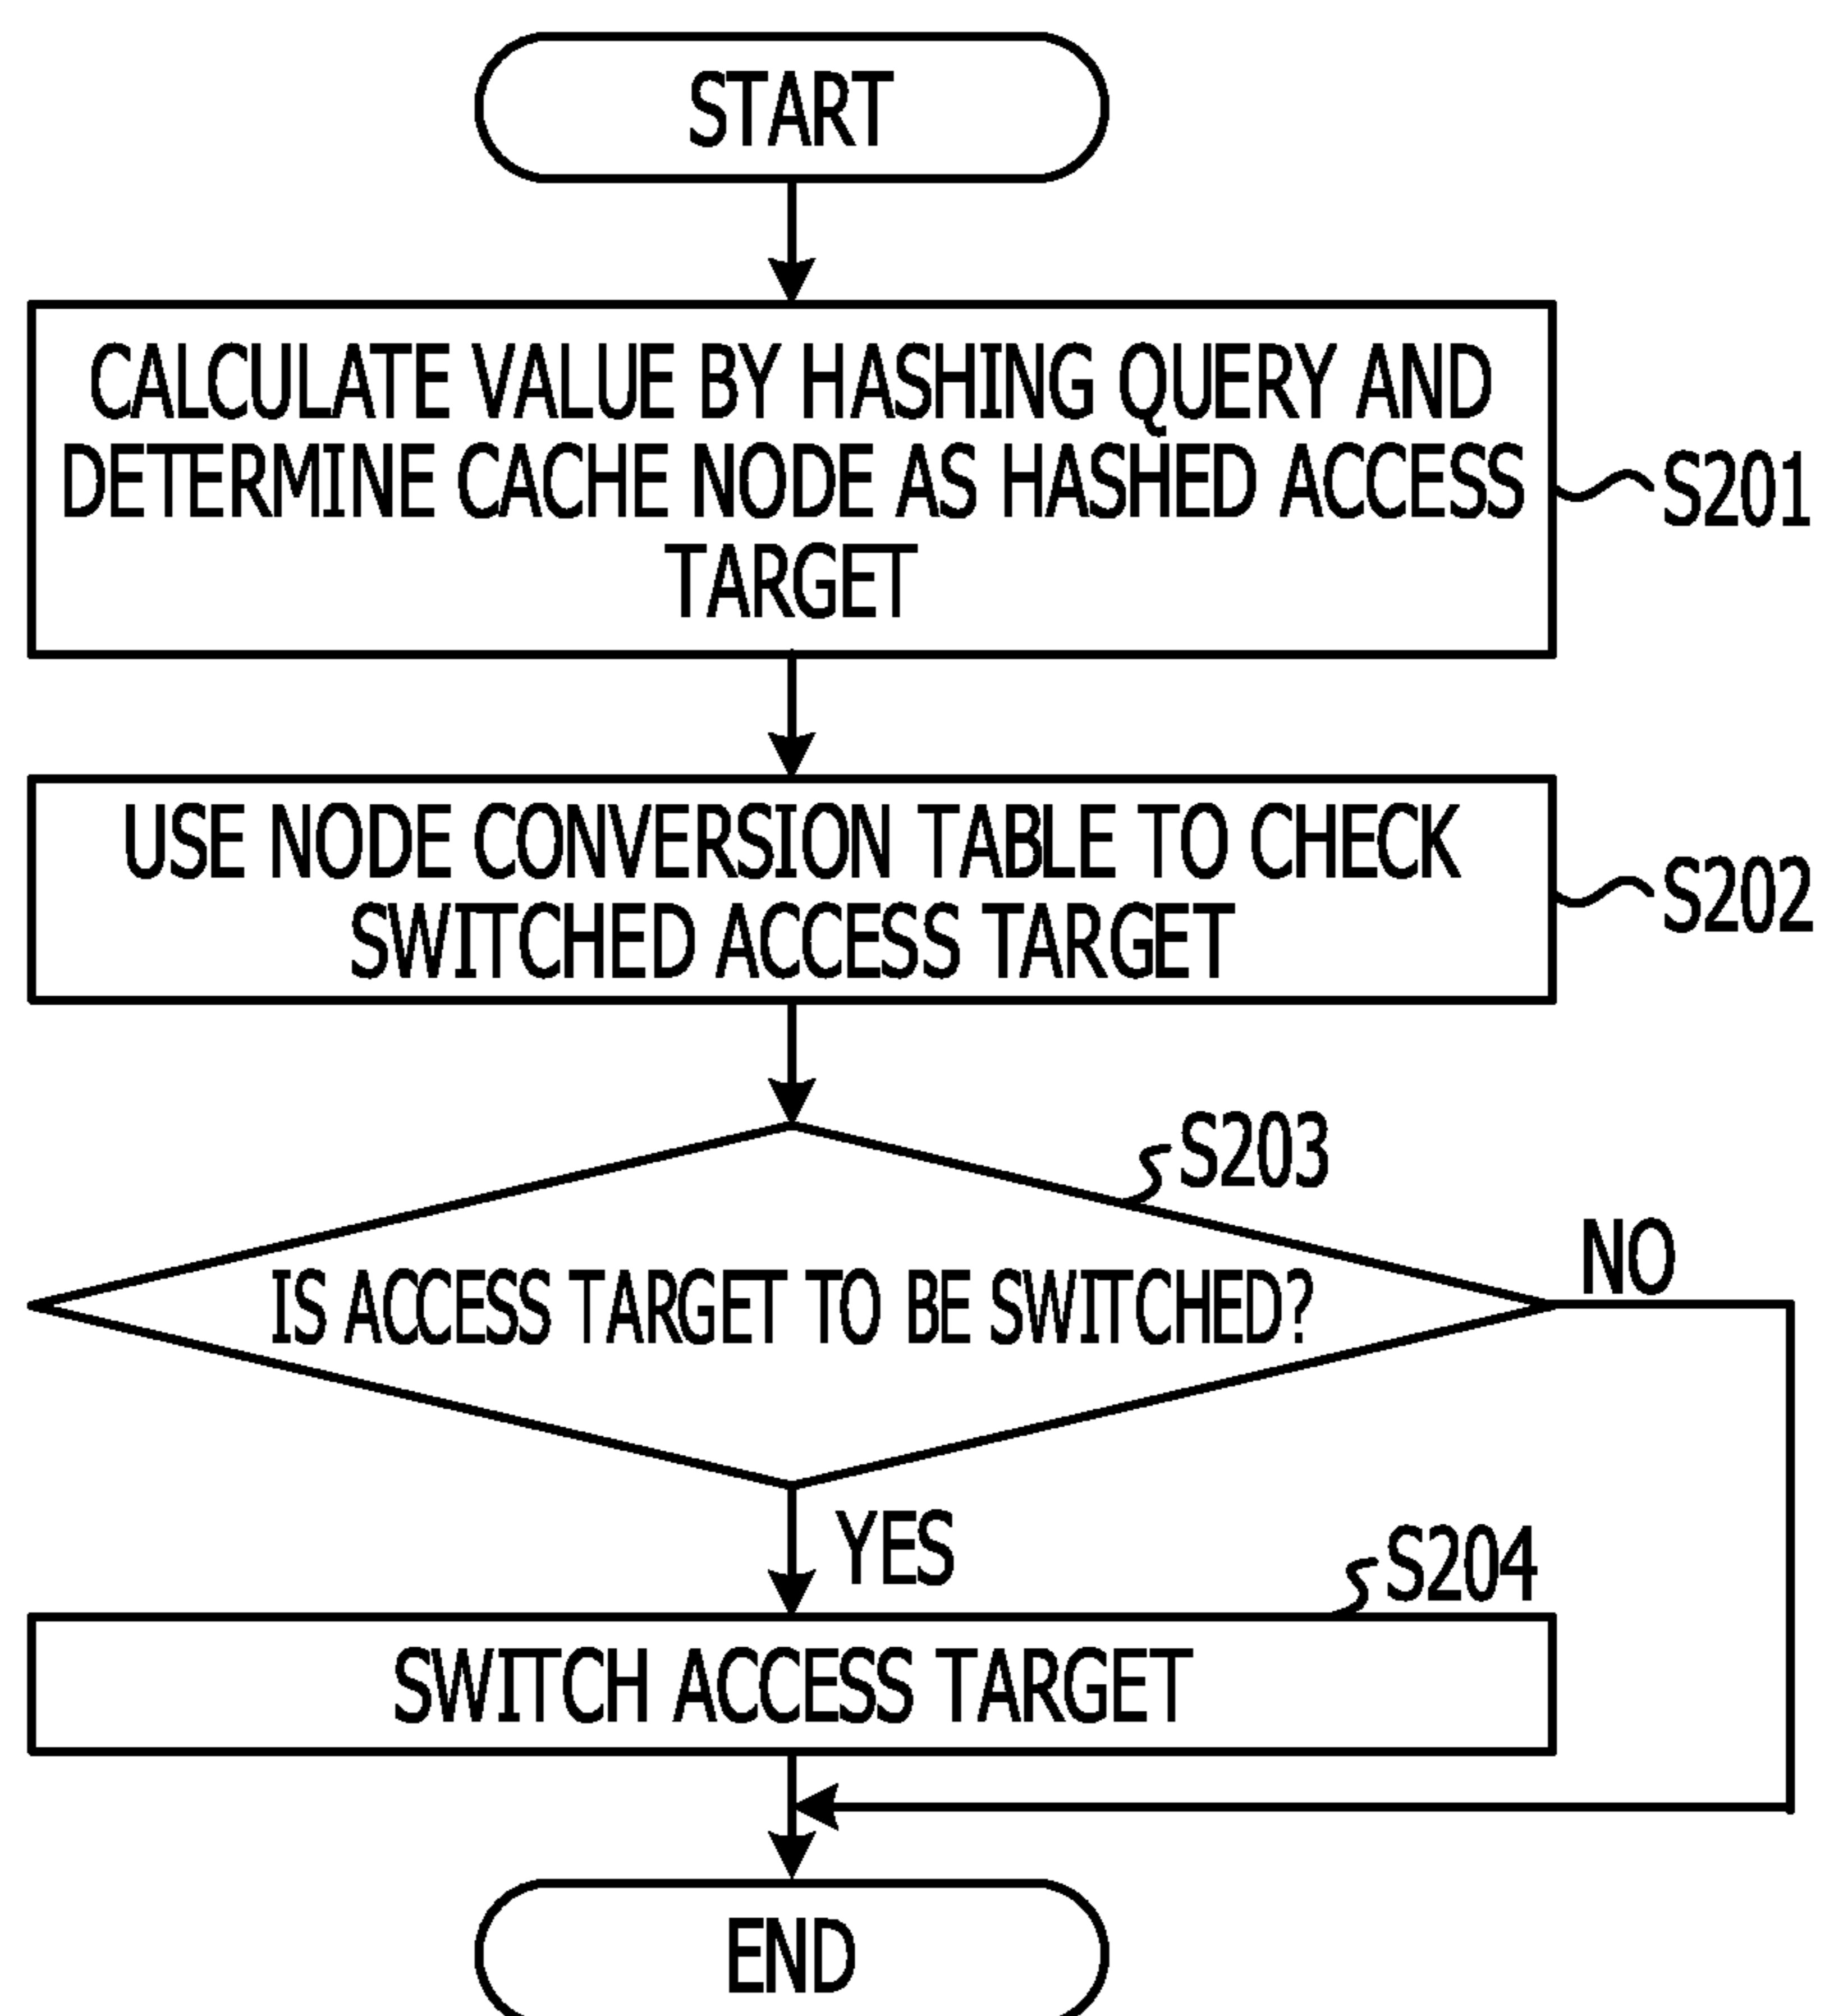 START
CALCULATE VALUE BY HASHING QUERY AND
DETERMINE CACHE NODE AS HASHED ACCESS
TARGET
S201
USE NODE CONVERSION TABLE TO CHECK
SWITCHED ACCESS TARGET
S202
S203
IS ACCESS TARGET TO BE SWITCHED?
NO
YES
S204
SWITCH ACCESS TARGET
END